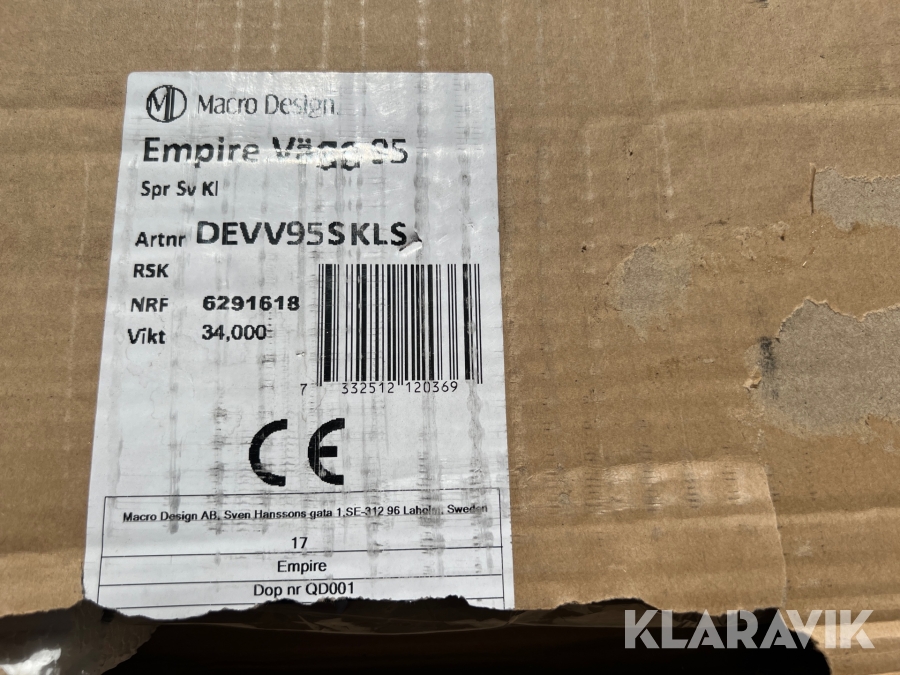 MD Macro Design.
Empire Vägg 95
Spr Sv Kl
Artnr DEVV95SKLS
RSK
NRF 6291618
Vikt 34,000
7 332512 120369
CE
Macro Design AB, Sven Hanssons gata 1,SE-312 96 Laholm, Sweden
17
Empire
Dop nr QD001
KLARAVIK